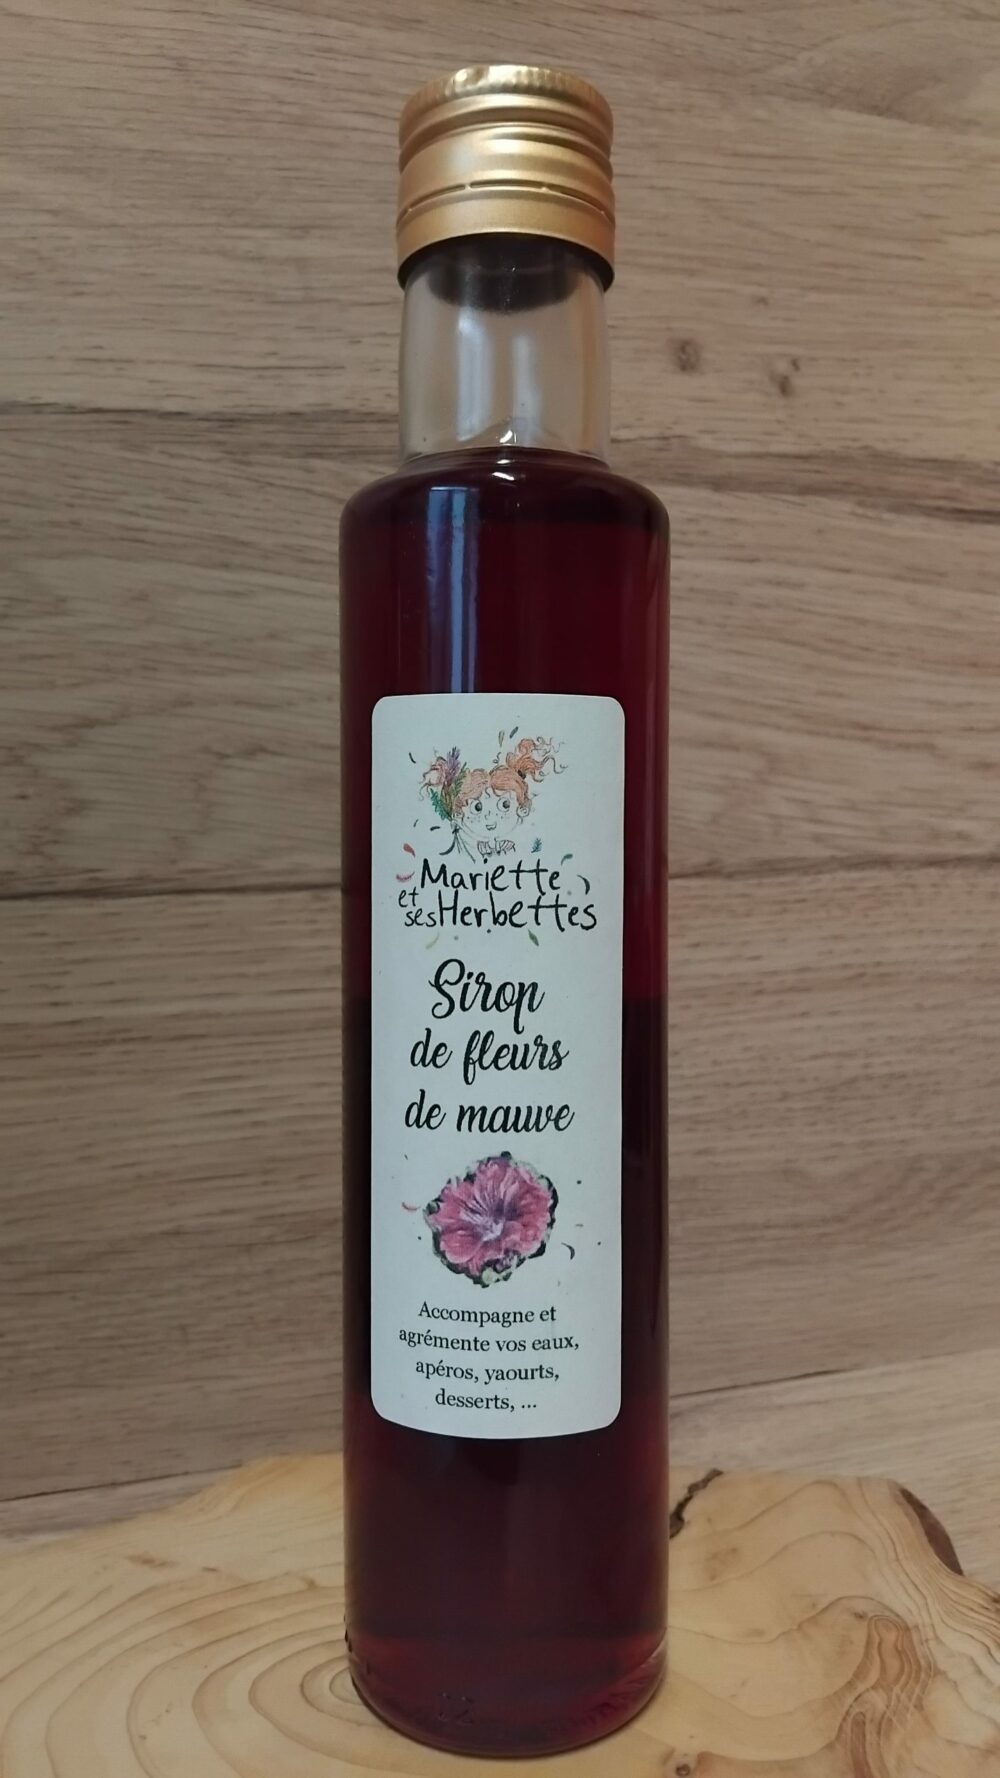 Mariette
et
ses Herbettes
Sirop
de fleurs
de mauve
Accompagne et
agrémente vos eaux,
apéros, yaourts,
desserts, ...